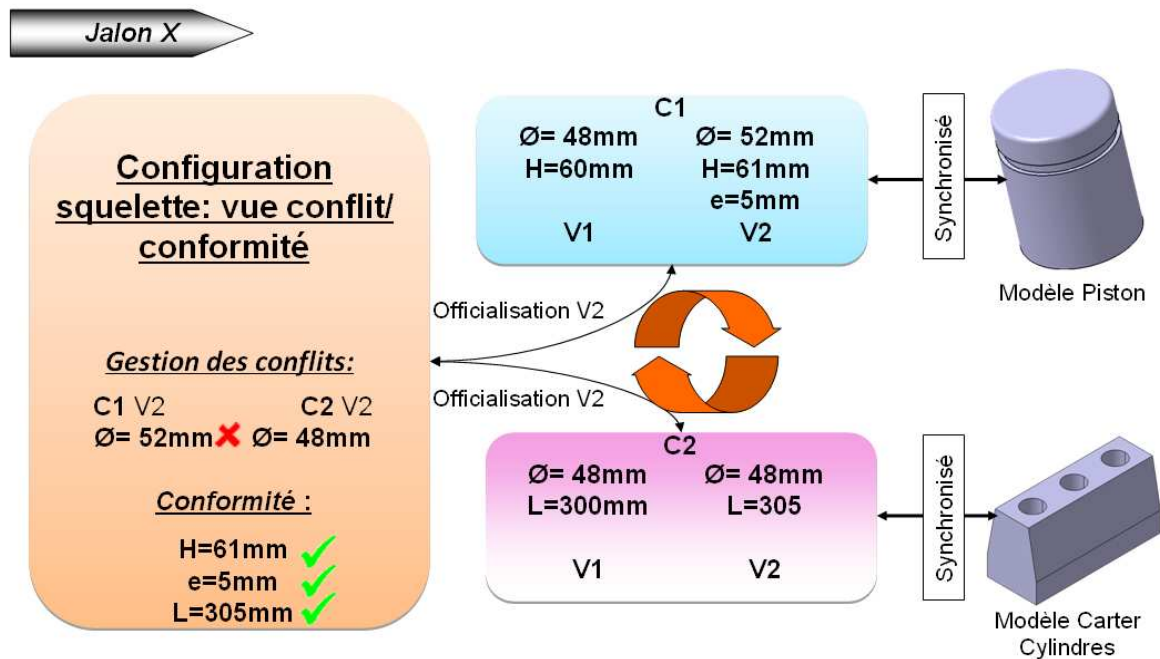 Jalon X
Configuration
squelette: vue conflit/
conformité
Gestion des conflits:
C1 V2 C2 V2
Ø= 52mm Ø= 48mm
Conformité :
H=61mm
e=5mm
L=305mm
Officialisation V2
Officialisation V2
C1
Ø= 48mm Ø= 52mm
H=60mm H=61mm
e=5mm
V1 V2
C2
Ø= 48mm Ø= 48mm
L=300mm L=305
V1 V2
Synchronisé
Modèle Piston
Synchronisé
Modèle Carter
Cylindres